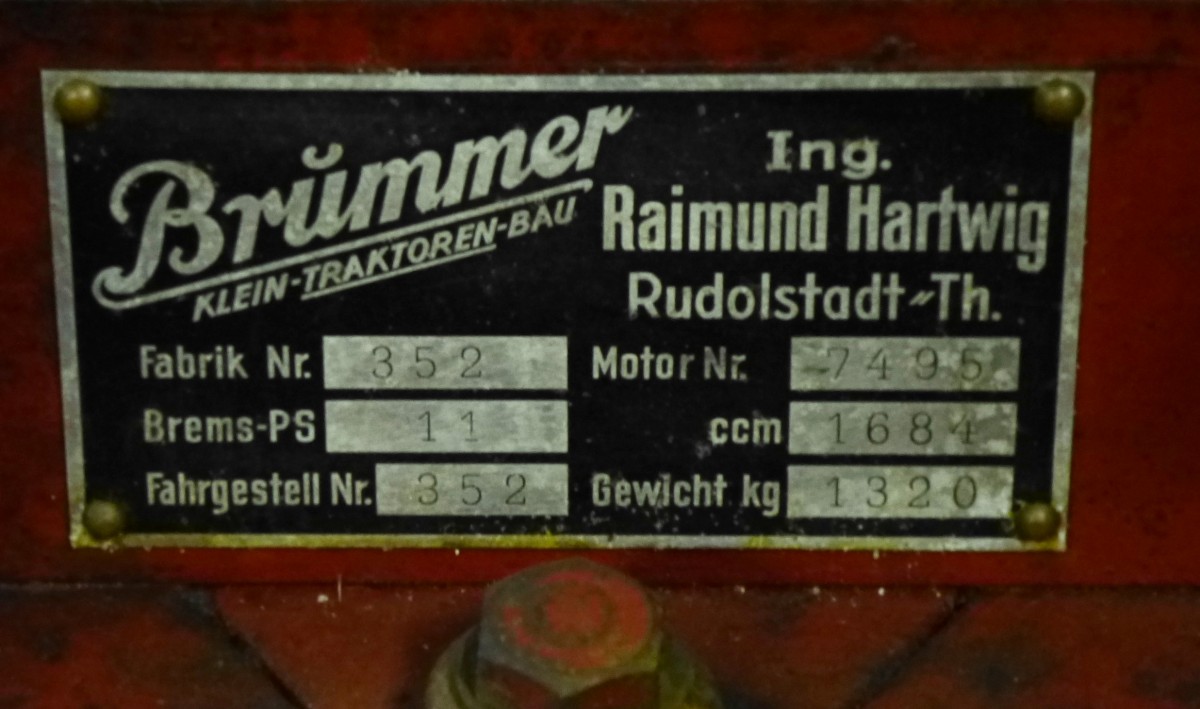 Brümmer
KLEIN-TRAKTOREN-BAU
Ing.
Raimund Hartwig
Rudolstadt-Th.
Fabrik Nr. 352
Motor Nr. 7495
Brems-PS 11
ccm 1684
Fahrgestell Nr. 352
Gewicht kg 1320